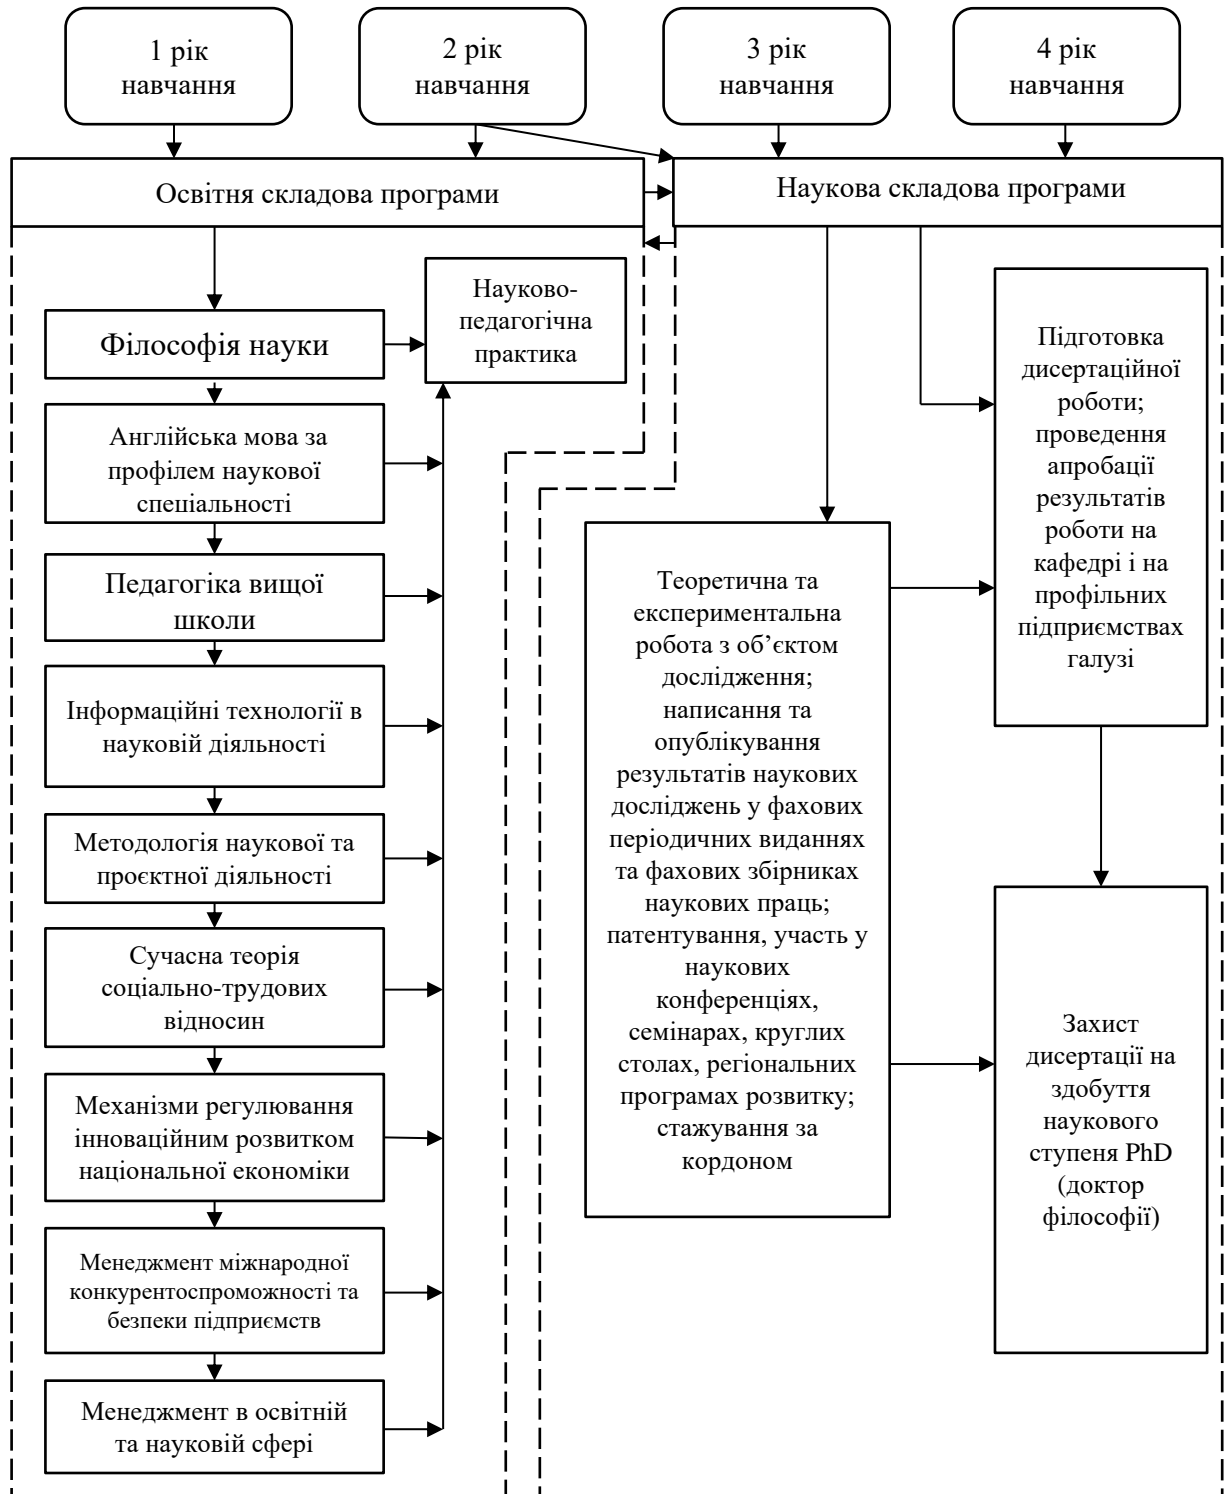 1 рік
навчання
2 рік
навчання
3 рік
навчання
4 рік
навчання
Освітня складова програми
Наукова складова програми
Філософія науки
Науково-
педагогічна
практика
Англійська мова за
профілем наукової
спеціальності
Педагогіка вищої
школи
Інформаційні технології в
науковій діяльності
Методологія наукової та
проєктної діяльності
Сучасна теорія
соціально-трудових
відносин
Механізми регулювання
інноваційним розвитком
національної економіки
Менеджмент міжнародної
конкурентоспроможності та
безпеки підприємств
Менеджмент в освітній
та науковій сфері
Теоретична та
експериментальна
робота з об’єктом
дослідження;
написання та
опублікування
результатів наукових
досліджень у фахових
періодичних виданнях
та фахових збірниках
наукових праць;
патентування, участь у
наукових
конференціях,
семінарах, круглих
столах, регіональних
програмах розвитку;
стажування за
кордоном
Підготовка
дисертаційної
роботи;
проведення
апробації
результатів
роботи на
кафедрі і на
профільних
підприємствах
галузі
Захист
дисертації на
здобуття
наукового
ступеня PhD
(доктор
філософії)